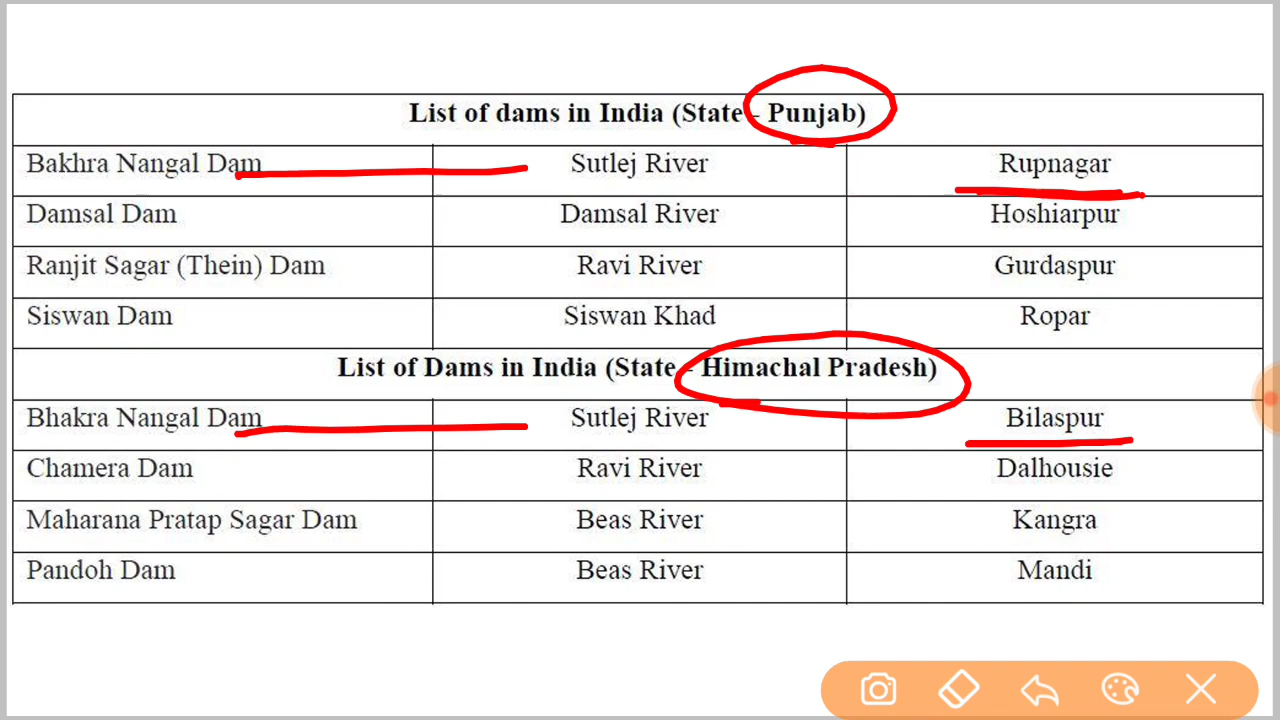 List of dams in India (State - Punjab)
Bakhra Nangal Dam Sutlej River Rupnagar
Damsal Dam Damsal River Hoshiarpur
Ranjit Sagar (Thein) Dam Ravi River Gurdaspur
Siswan Dam Siswan Khad Ropar
List of Dams in India (State - Himachal Pradesh)
Bhakra Nangal Dam Sutlej River Bilaspur
Chamera Dam Ravi River Dalhousie
Maharana Pratap Sagar Dam Beas River Kangra
Pandoh Dam Beas River Mandi